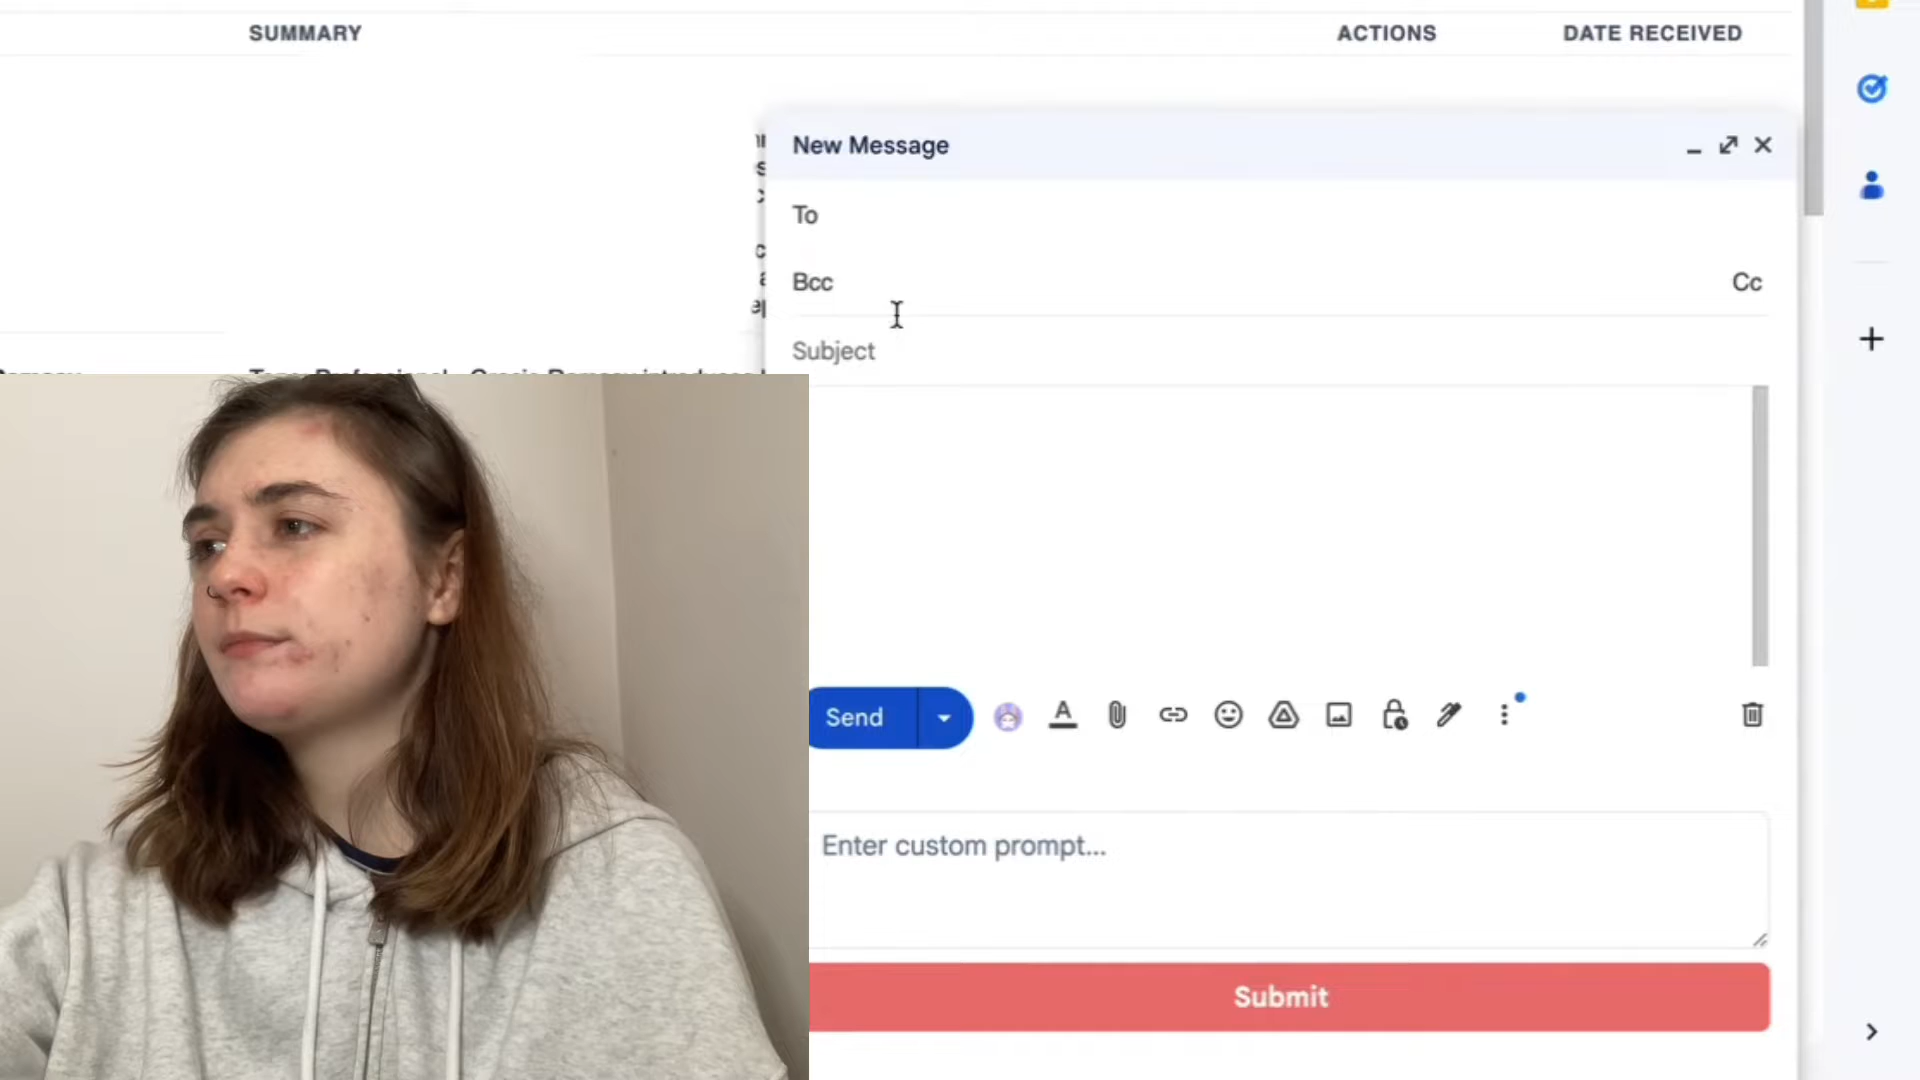 SUMMARY
ACTIONS
DATE RECEIVED
New Message
To
Bcc
Cc
Subject
Send
Enter custom prompt...
Submit